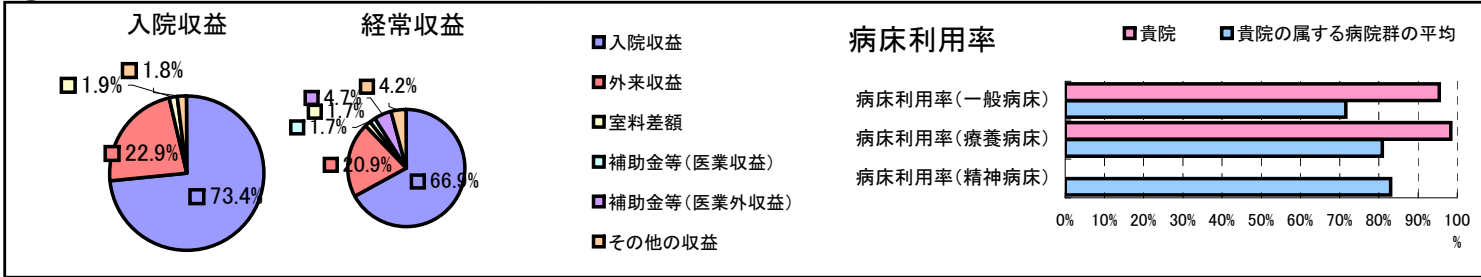 入院収益
1.8%
1.9%
22.9%
73.4%
経常収益
4.2%
4.7%
1.7%
1.7%
20.9%
66.9%
入院収益
外来収益
室料差額
補助金等(医業収益)
補助金等(医業外収益)
その他の収益
病床利用率
貴院
貴院の属する病院群の平均
病床利用率(一般病床)
病床利用率(療養病床)
病床利用率(精神病床)
0% 10% 20% 30% 40% 50% 60% 70% 80% 90% 100
%